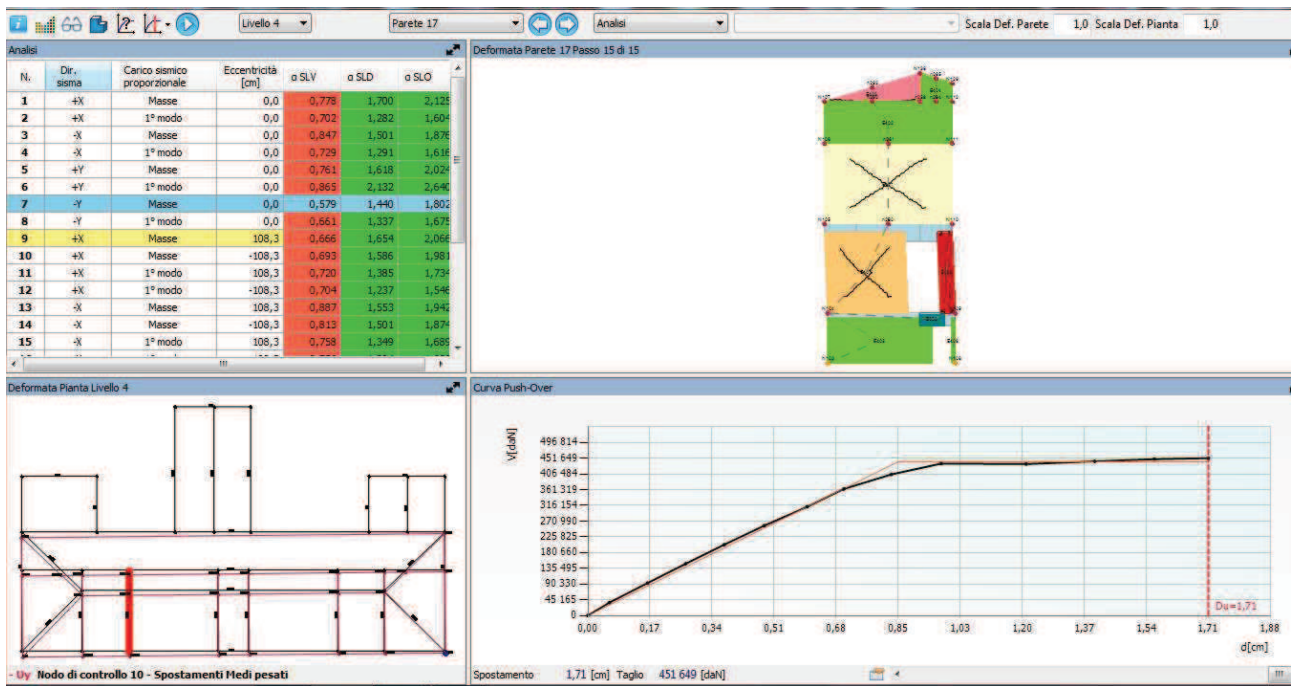 Livello 4 Parete 17 Analisi Scala Def. Parete 1,0 Scala Def. Pianta 1,0
Analisi
N. Dir. sisma Carico sismico proporzionale Eccentricità [cm] α SLV α SLD α SLO
1 +X Masse 0,0 0,778 1,700 2,125
2 +X 1° modo 0,0 0,702 1,282 1,604
3 -X Masse 0,0 0,847 1,501 1,876
4 -X 1° modo 0,0 0,729 1,291 1,616
5 +Y Masse 0,0 0,761 1,618 2,024
6 +Y 1° modo 0,0 0,865 2,132 2,640
7 -Y Masse 0,0 0,579 1,440 1,802
8 -Y 1° modo 0,0 0,661 1,337 1,675
9 +X Masse 108,3 0,666 1,654 2,066
10 +X Masse -108,3 0,693 1,586 1,981
11 +X 1° modo 108,3 0,720 1,385 1,734
12 +X 1° modo -108,3 0,704 1,237 1,546
13 -X Masse 108,3 0,887 1,553 1,942
14 -X Masse -108,3 0,813 1,501 1,874
15 -X 1° modo 108,3 0,758 1,349 1,689
Deformata Parete 17 Passo 15 di 15
Deformata Pianta Livello 4
- Uy Nodo di controllo 10 - Spostamenti Medi pesati
Curva Push-Over
V[daN]
496 814
451 649
406 484
361 319
316 154
270 990
225 825
180 660
135 495
90 330
45 165
0
0,00 0,17 0,34 0,51 0,68 0,85 1,03 1,20 1,37 1,54 1,71 1,88
Du=1,71
d[cm]
Spostamento 1,71 [cm] Taglio 451 649 [daN]